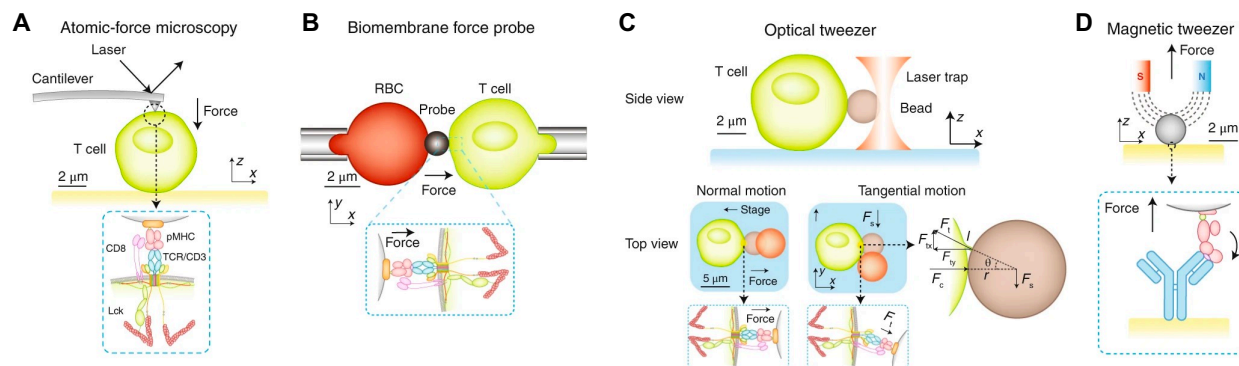 A
Atomic-force microscopy
Laser
Cantilever
Force
T cell
2 μm
z
x
CD8
pMHC
TCR/CD3
Lck
B
Biomembrane force probe
RBC
Probe
T cell
2 μm
Force
y
x
Force
C
Optical tweezer
T cell
Side view
Laser trap
Bead
2 μm
z
x
Normal motion
Tangential motion
Stage
Fs
Top view
5 μm
Force
y
x
Ft
l
Ftx
Fty
θ
r
Fc
Fs
Force
Ft
D
Magnetic tweezer
Force
S
N
z
x
2 μm
Force